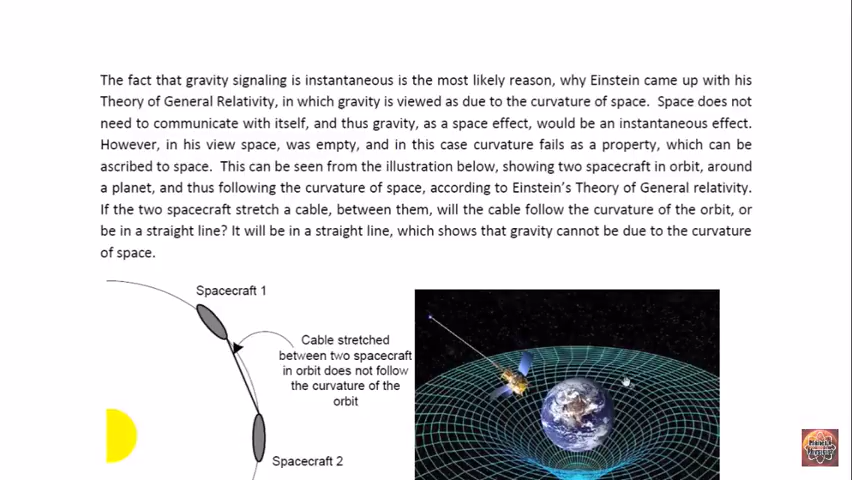 The fact that gravity signaling is instantaneous is the most likely reason, why Einstein came up with his
Theory of General Relativity, in which gravity is viewed as due to the curvature of space.  Space does not
need to communicate with itself, and thus gravity, as a space effect, would be an instantaneous effect.
However, in his view space, was empty, and in this case curvature fails as a property, which can be
ascribed to space.  This can be seen from the illustration below, showing two spacecraft in orbit, around
a planet, and thus following the curvature of space, according to Einstein's Theory of General relativity.
If the two spacecraft stretch a cable, between them, will the cable follow the curvature of the orbit, or
be in a straight line? It will be in a straight line, which shows that gravity cannot be due to the curvature
of space.
Spacecraft 1
Cable stretched
between two spacecraft
in orbit does not follow
the curvature of the
orbit
Spacecraft 2